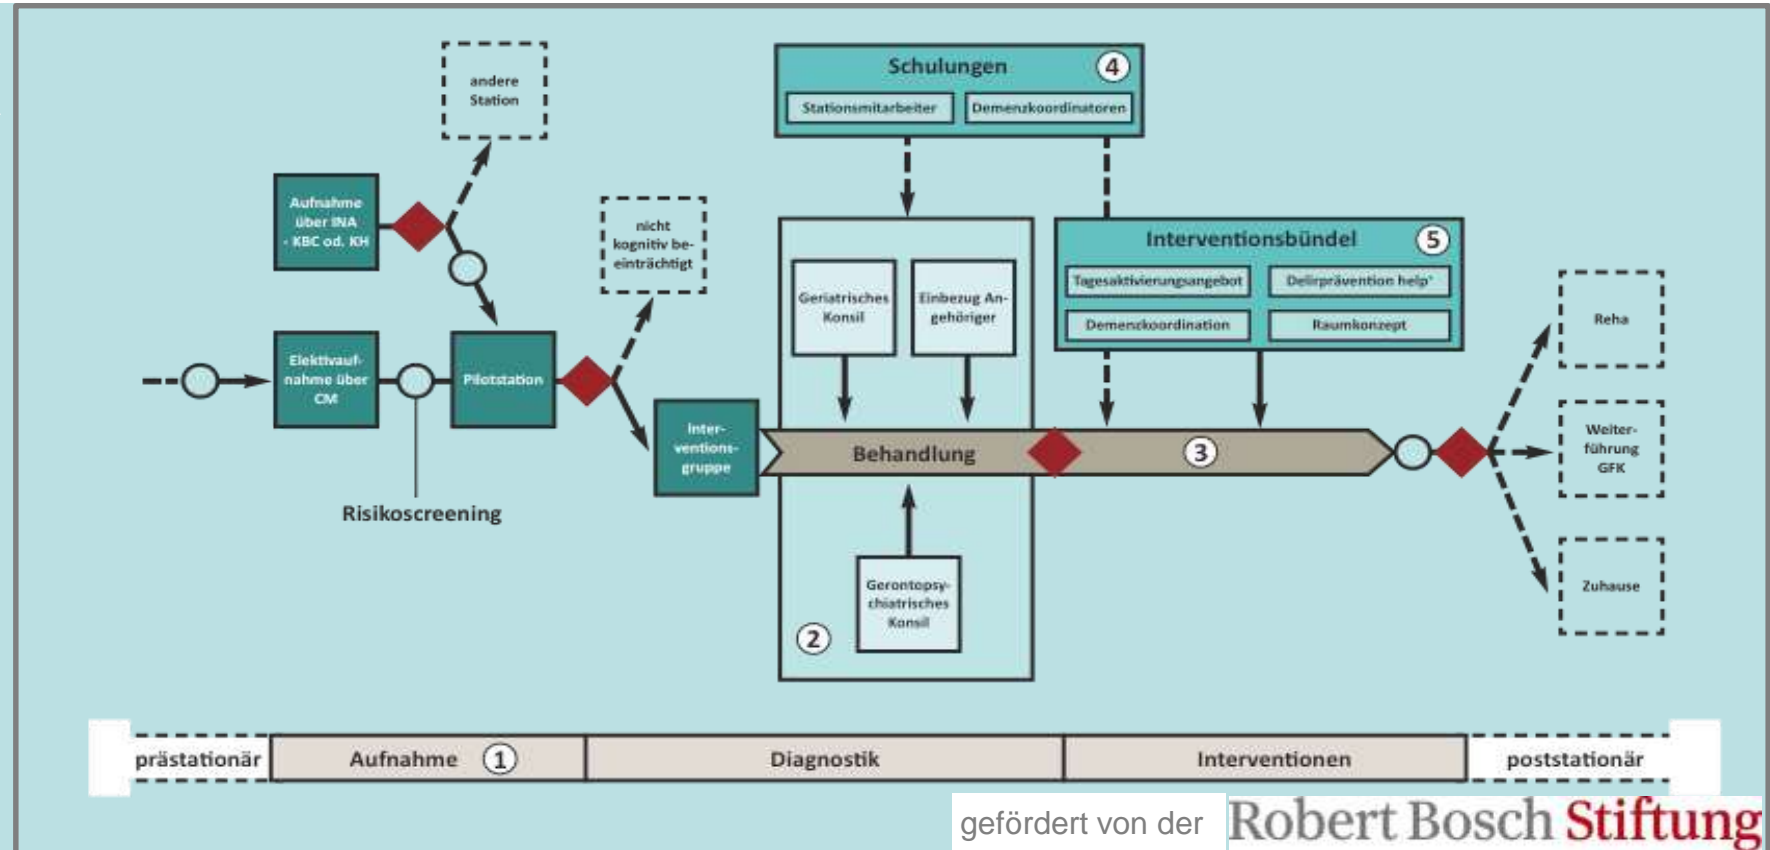 andere
Station
Aufnahme
über INA
- KBC od. KH
nicht
kognitiv be-
einträchtigt
Elektivauf-
nahme über
CM
Pilotstation
Risikoscreening
Inter-
ventions-
gruppe
Schulungen
4
Stationsmitarbeiter
Demenzkoordinatoren
Geriatrisches
Konsil
Einbezug An-
gehöriger
Behandlung
3
Gerontopsy-
chiatrisches
Konsil
2
Interventionsbündel
5
Tagesaktivierungsangebot
Delirprävention help+
Demenzkoordination
Raumkonzept
Reha
Weiter-
führung
GFK
Zuhause
prästationär
Aufnahme 1
Diagnostik
Interventionen
poststationär
gefördert von der
Robert Bosch Stiftung